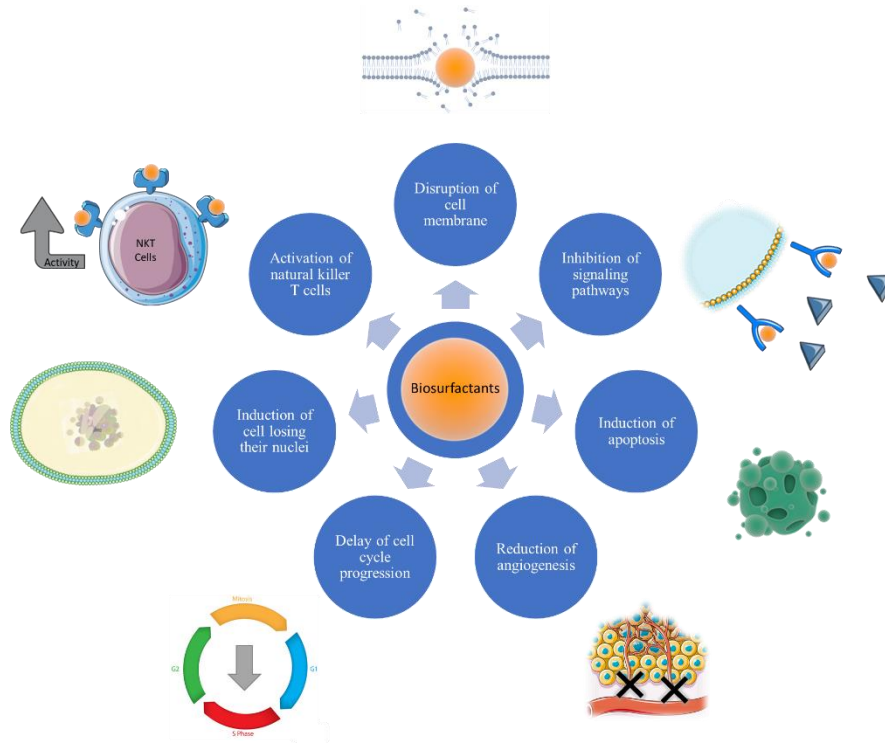 Disruption of
cell
membrane
NKT
Cells
Activity
Activation of
natural killer
T cells
Inhibition of
signaling
pathways
Biosurfactants
Induction of
cell losing
their nuclei
Induction of
apoptosis
Delay of cell
cycle
progression
Reduction of
angiogenesis
Mitosis
G2
G1
S Phase